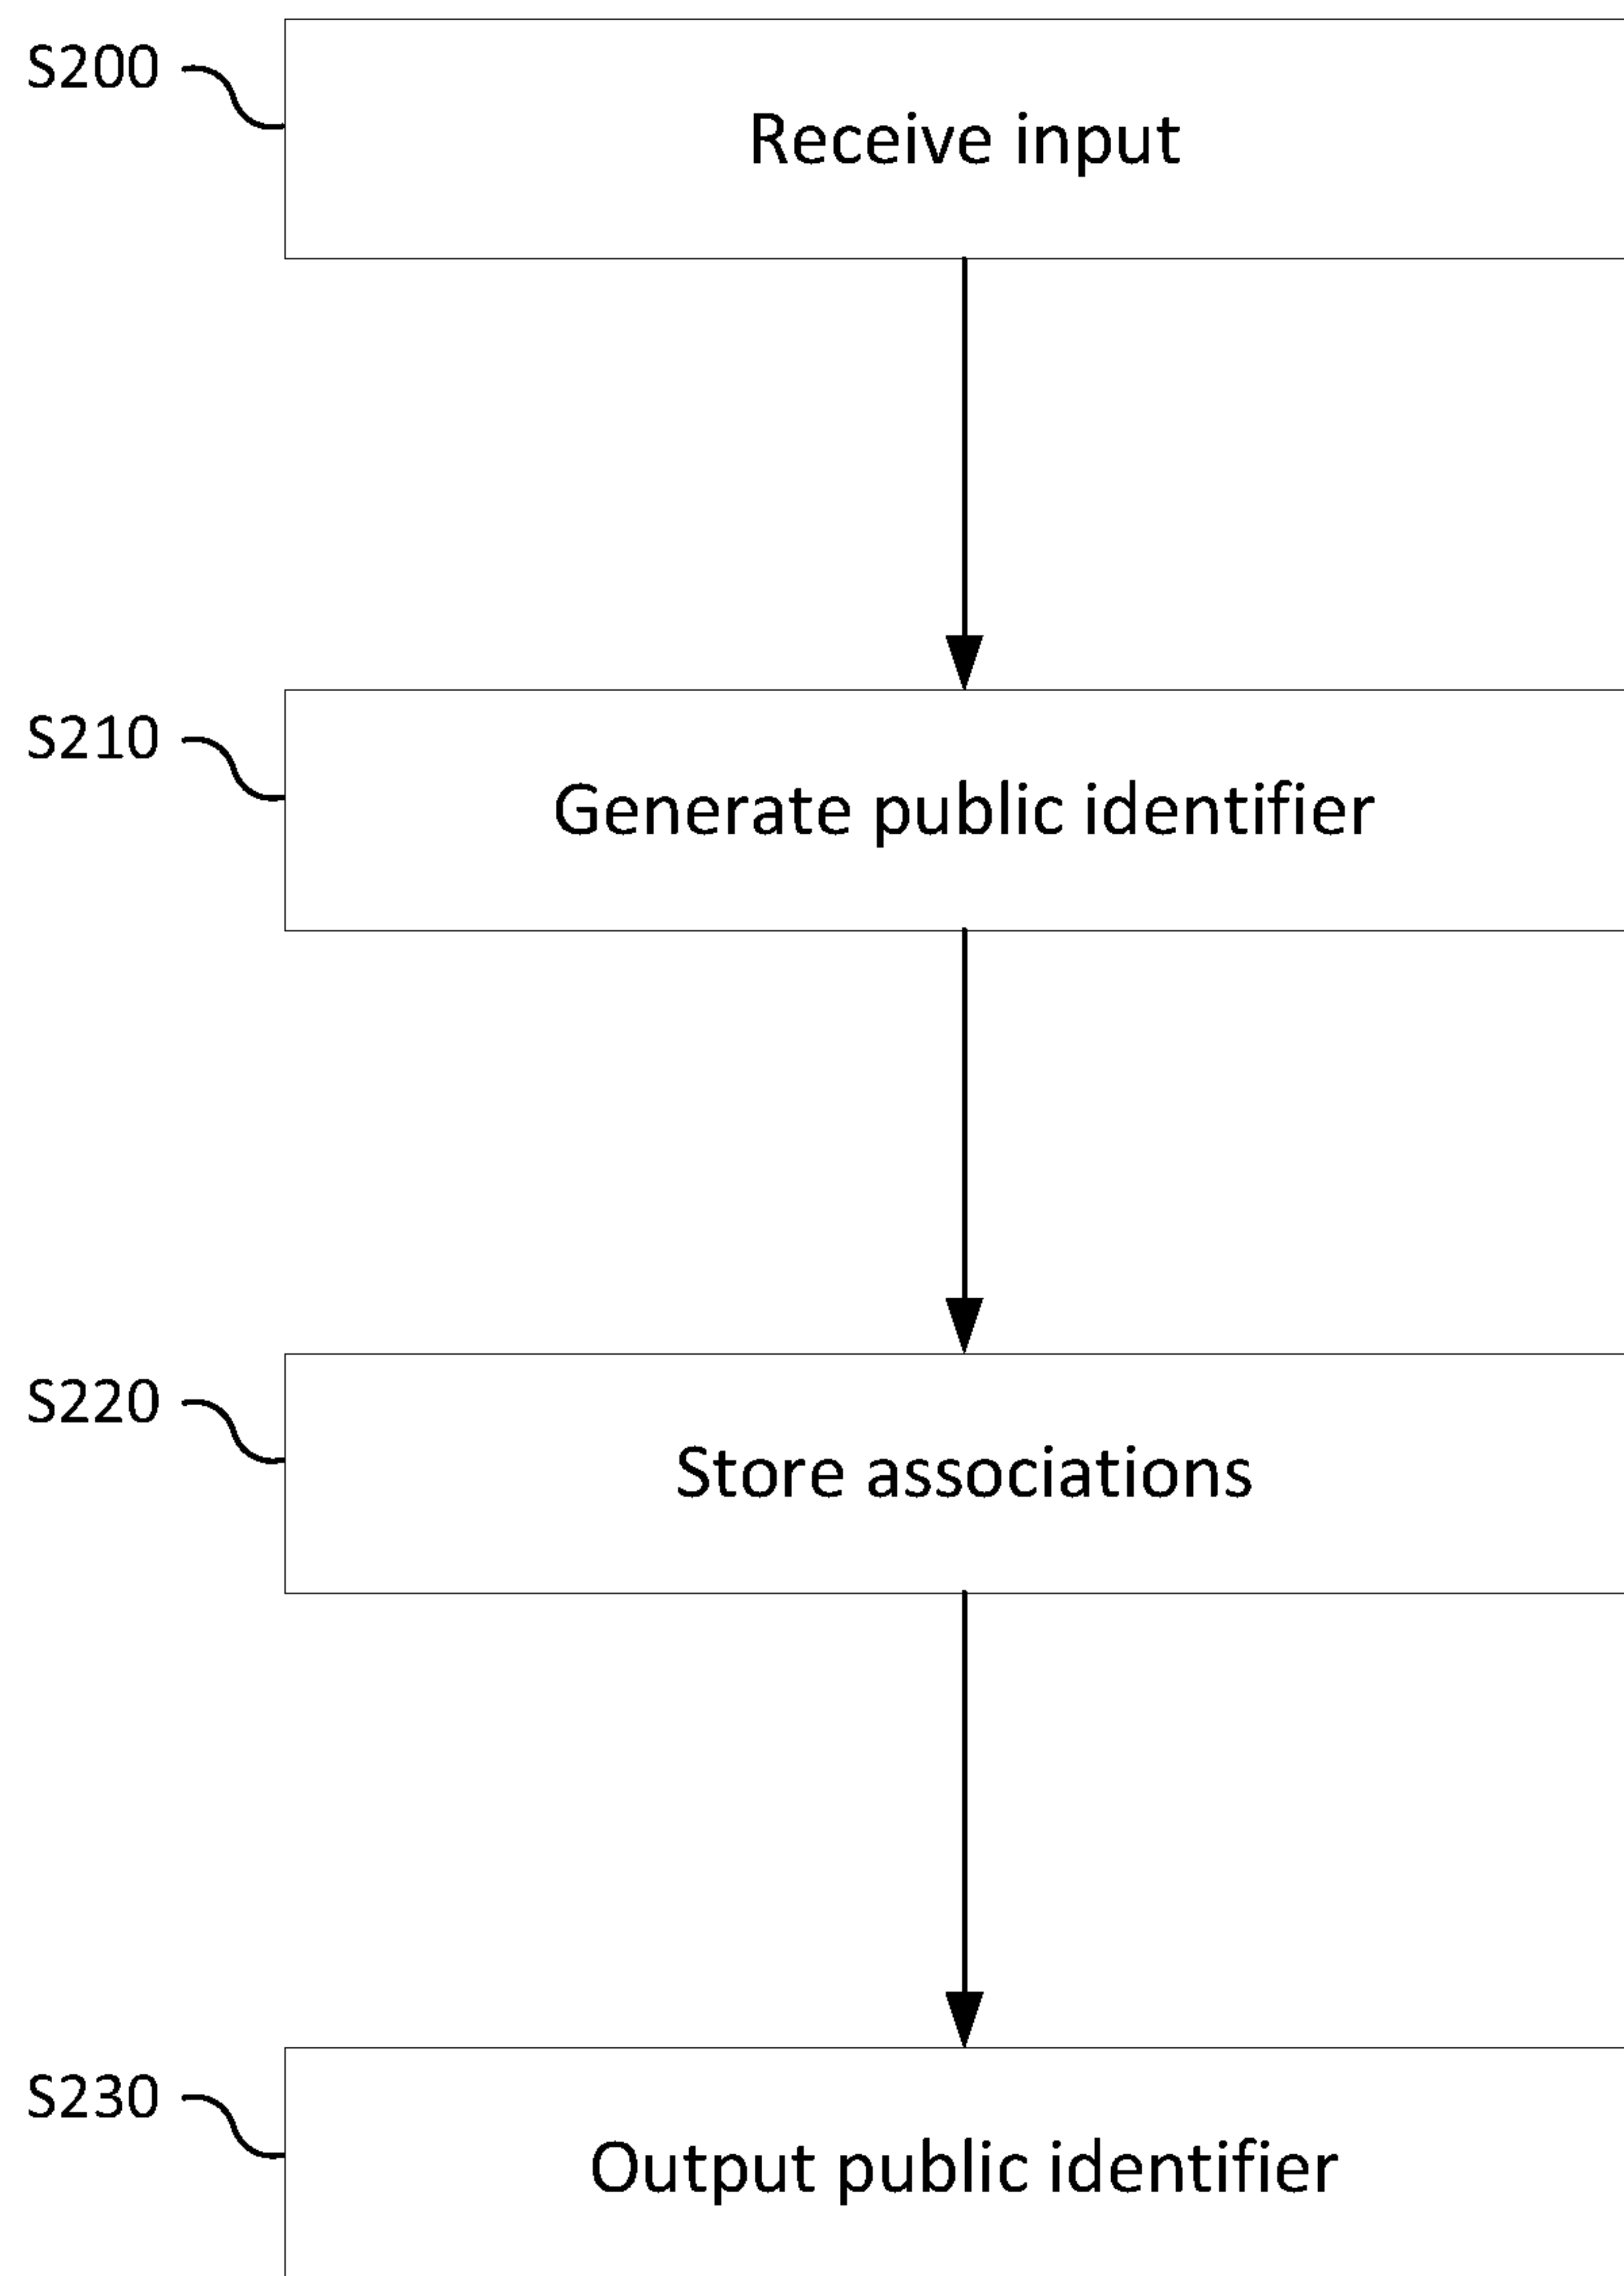 S200
Receive input
S210
Generate public identifier
S220
Store associations
S230
Output public identifier